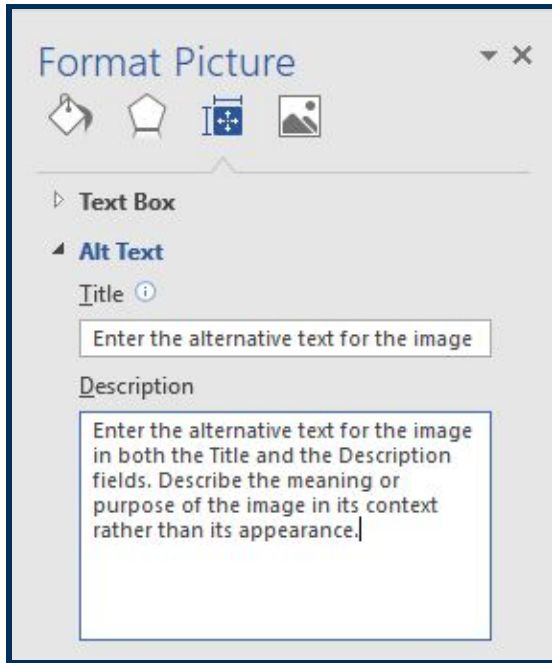 Format Picture
Text Box
Alt Text
Title
Enter the alternative text for the image
Description
Enter the alternative text for the image
in both the Title and the Description
fields. Describe the meaning or
purpose of the image in its context
rather than its appearance.